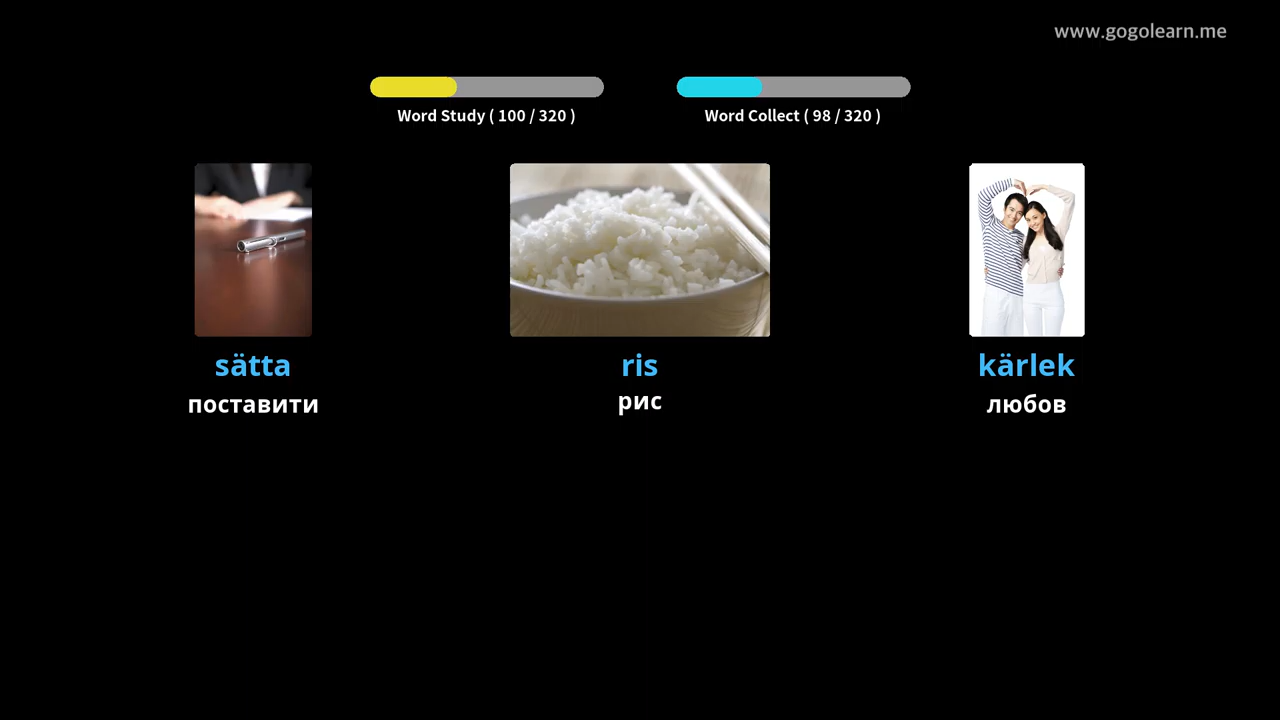 www.gogolearn.me
Word Study ( 100 / 320 )
Word Collect ( 98 / 320 )
sätta
ris
kärlek
поставити
рис
любов